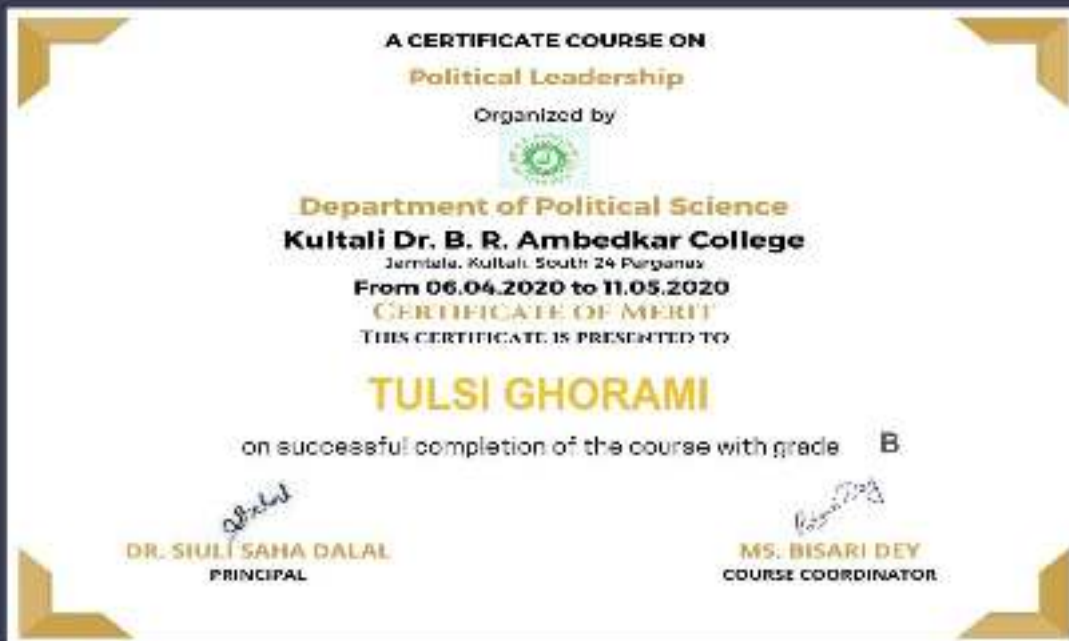 A CERTIFICATE COURSE ON
Political Leadership
Organized by
Department of Political Science
Kultali Dr. B. R. Ambedkar College
Jamtala, Kultali, South 24 Parganas
From 06.04.2020 to 11.05.2020
CERTIFICATE OF MERIT
THIS CERTIFICATE IS PRESENTED TO
TULSI GHORAMI
on successful completion of the course with grade B
DR. SIULI SAHA DALAL
PRINCIPAL
MS. BISARI DEY
COURSE COORDINATOR